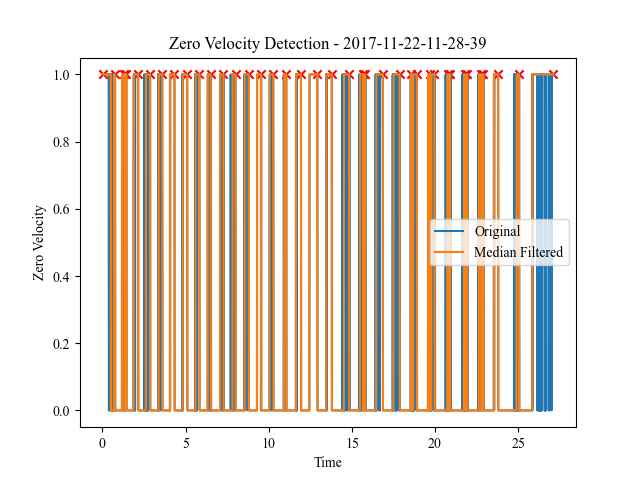 Zero Velocity Detection - 2017-11-22-11-28-39
1.0
0.8
0.6
0.4
0.2
0.0
Zero Velocity
Original
Median Filtered
0 5 10 15 20 25
Time